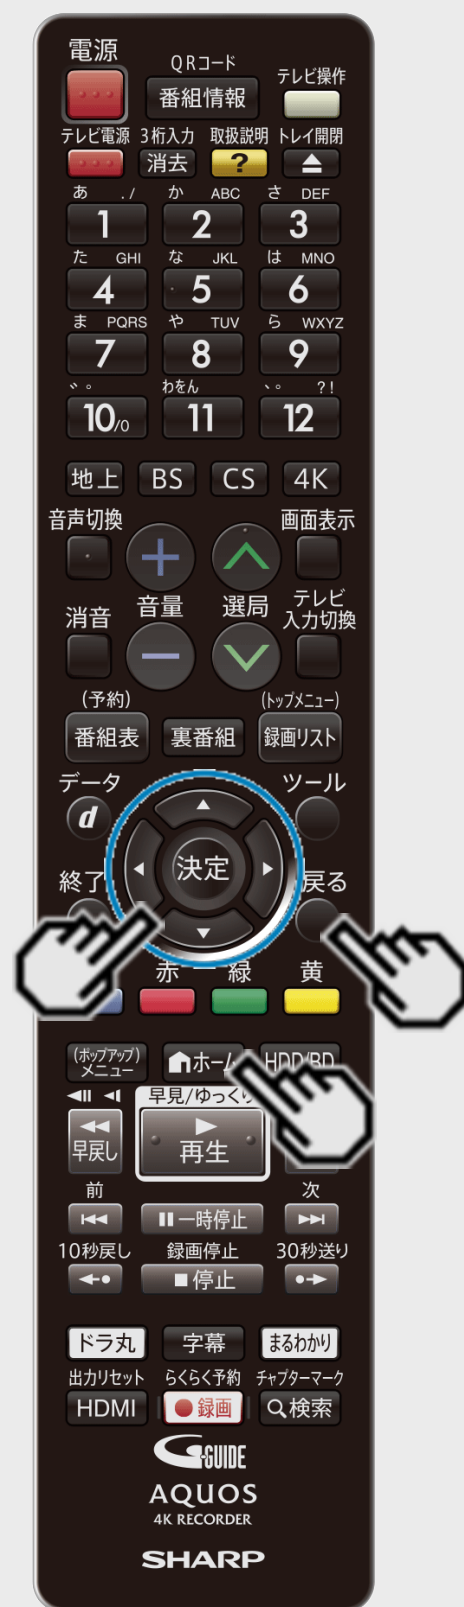 電源
QRコード
テレビ操作
番組情報
テレビ電源 3桁入力 取扱説明 トレイ開閉
消去 ?
あ ./ か ABC さ DEF
1 2 3
た GHI な JKL は MNO
4 5 6
ま PQRS や TUV ら WXYZ
7 8 9
゛゜ わをん 、。 ?!
10/0 11 12
地上 BS CS 4K
音声切換 画面表示
音量 選局
消音 テレビ入力切換
(予約) (トップメニュー)
番組表 裏番組 録画リスト
データ ツール
d
決定
終了 戻る
赤 緑 黄
(ポップアップ)
メニュー ホーム HDD/BD
早見/ゆっくり
早戻し 再生
前 次
一時停止
10秒戻し 録画停止 30秒送り
停止
ドラ丸 字幕 まるわかり
出力リセット らくらく予約 チャプターマーク
HDMI 録画 検索
G-GUIDE
AQUOS
4K RECORDER
SHARP